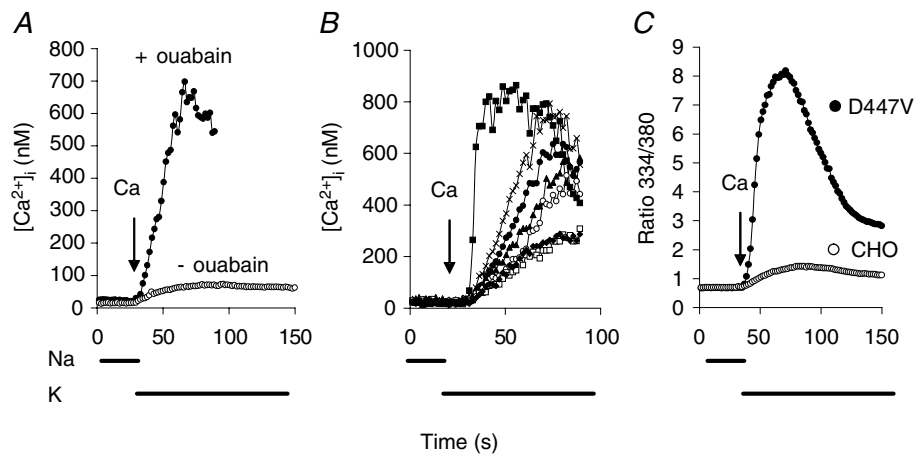 A
B
C
[Ca²⁺]ᵢ (nM)
800
700
600
500
400
300
200
100
0
+ ouabain
Ca
- ouabain
0 50 100 150
[Ca²⁺]ᵢ (nM)
1000
800
600
400
200
0
Ca
0 50 100
Ratio 334/380
9
8
7
6
5
4
3
2
1
0
Ca
D447V
CHO
0 50 100 150
Na
K
Time (s)